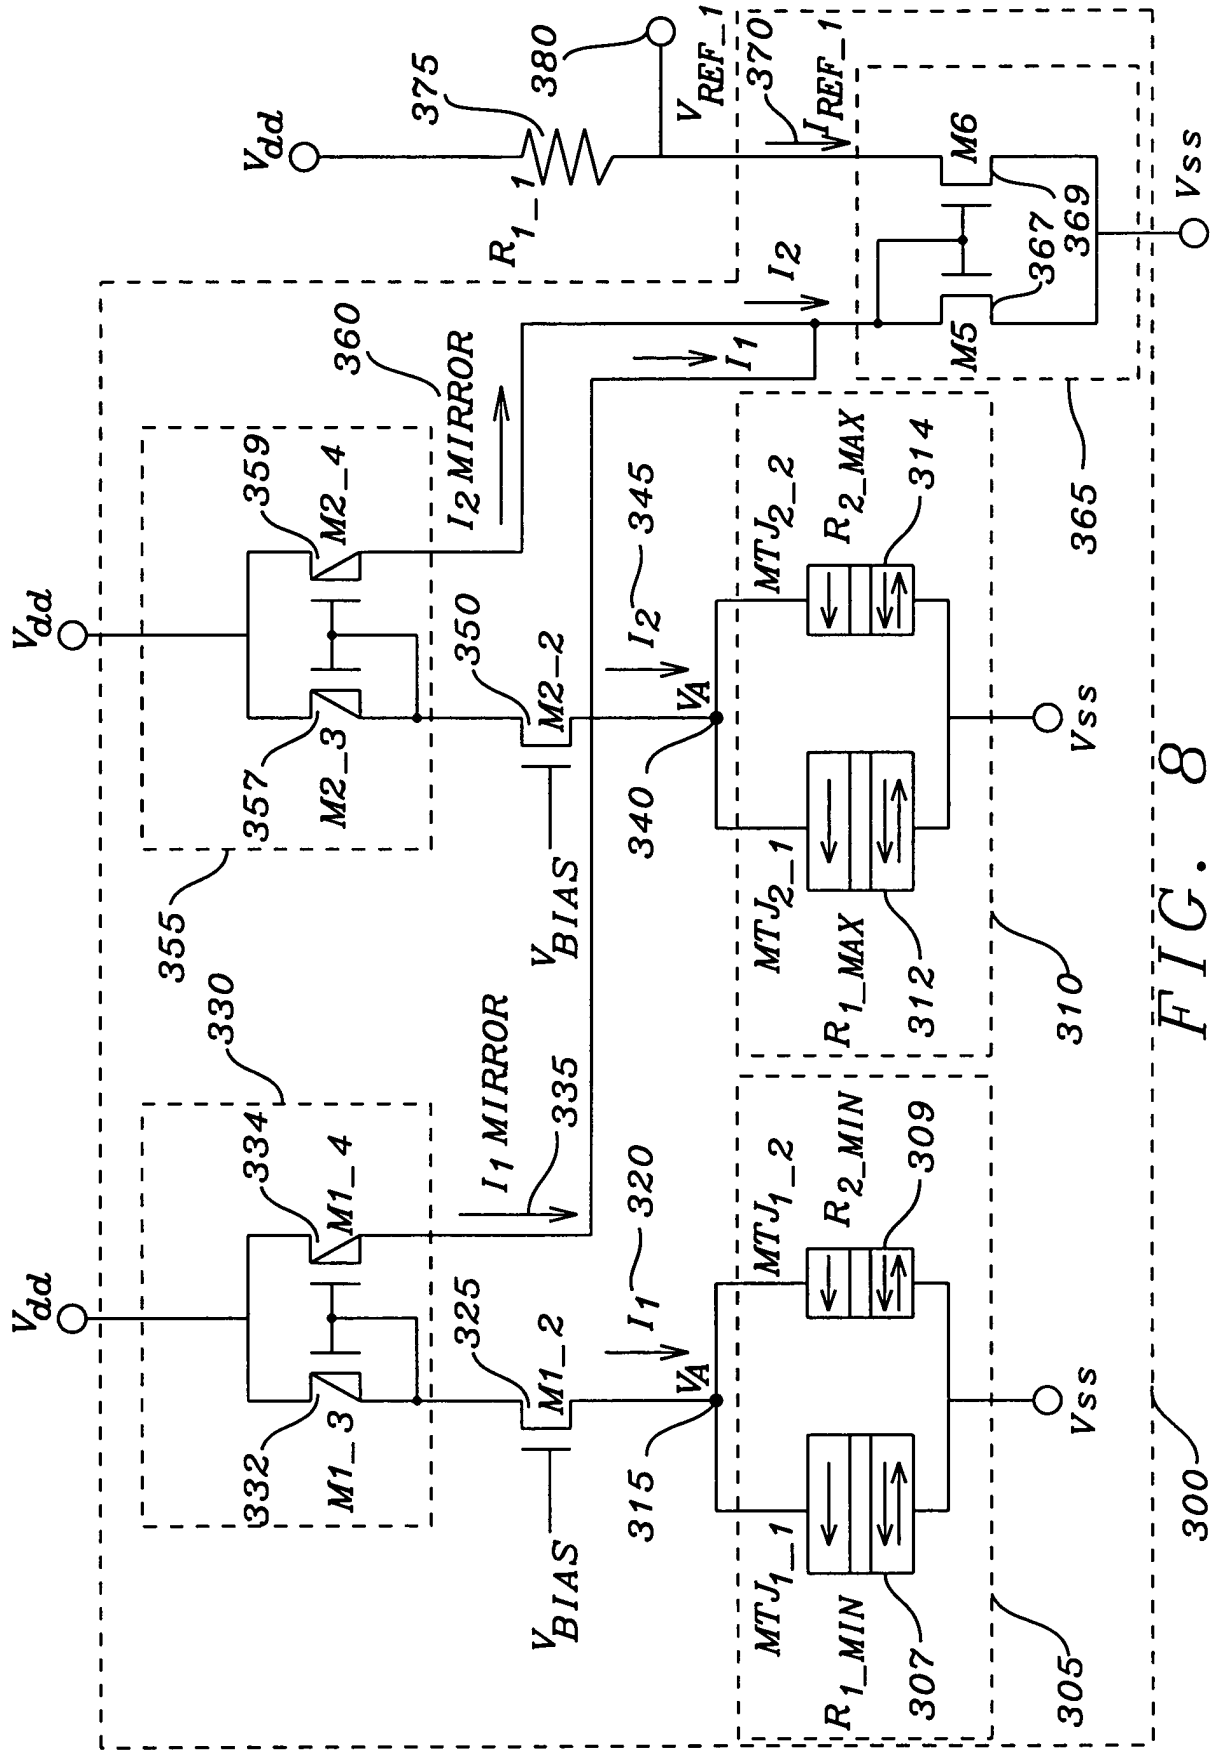 Vdd
330
334
332
M1_3
M1_4
325
M1_2
VBIAS
I1 MIRROR
335
I1
320
VA
315
MTJ1_1
R1_MIN
307
MTJ1_2
R2_MIN
309
305
Vss
Vdd
355
359
357
M2_3
M2_4
350
M2_2
VBIAS
I2 MIRROR
360
I2
345
VA
340
MTJ2_1
R1_MAX
312
MTJ2_2
R2_MAX
314
310
Vss
Vdd
375
R1_1
380
VREF_1
370
IREF_1
I1
I2
M5
M6
367
369
365
Vss
300
FIG. 8